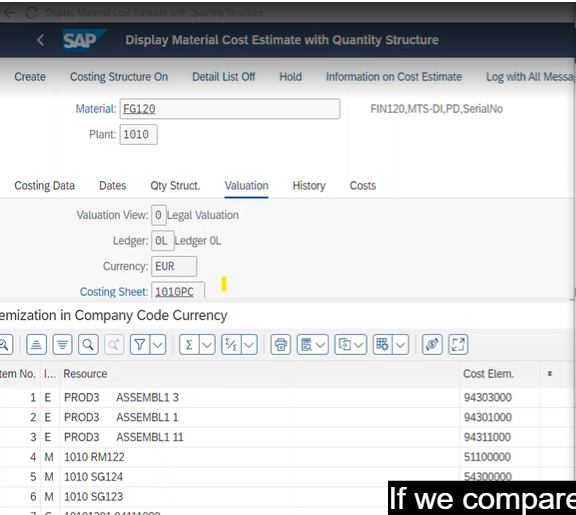 Display Material Cost Estimate with Quantity Structure
SAP Display Material Cost Estimate with Quantity Structure
Create Costing Structure On Detail List Off Hold Information on Cost Estimate Log with All Messa
Material: FG120 FIN120,MTS-DI,PD,SerialNo
Plant: 1010
Costing Data Dates Qty Struct. Valuation History Costs
Valuation View: 0 Legal Valuation
Ledger: 0L Ledger 0L
Currency: EUR
Costing Sheet: 1010PC
emization in Company Code Currency
tem No. I... Resource Cost Elem.
1 E PROD3 ASSEMBL1 3 94303000
2 E PROD3 ASSEMBL1 1 94301000
3 E PROD3 ASSEMBL1 11 94311000
4 M 1010 RM122 51100000
5 M 1010 SG124 54300000
6 M 1010 SG123
If we compare